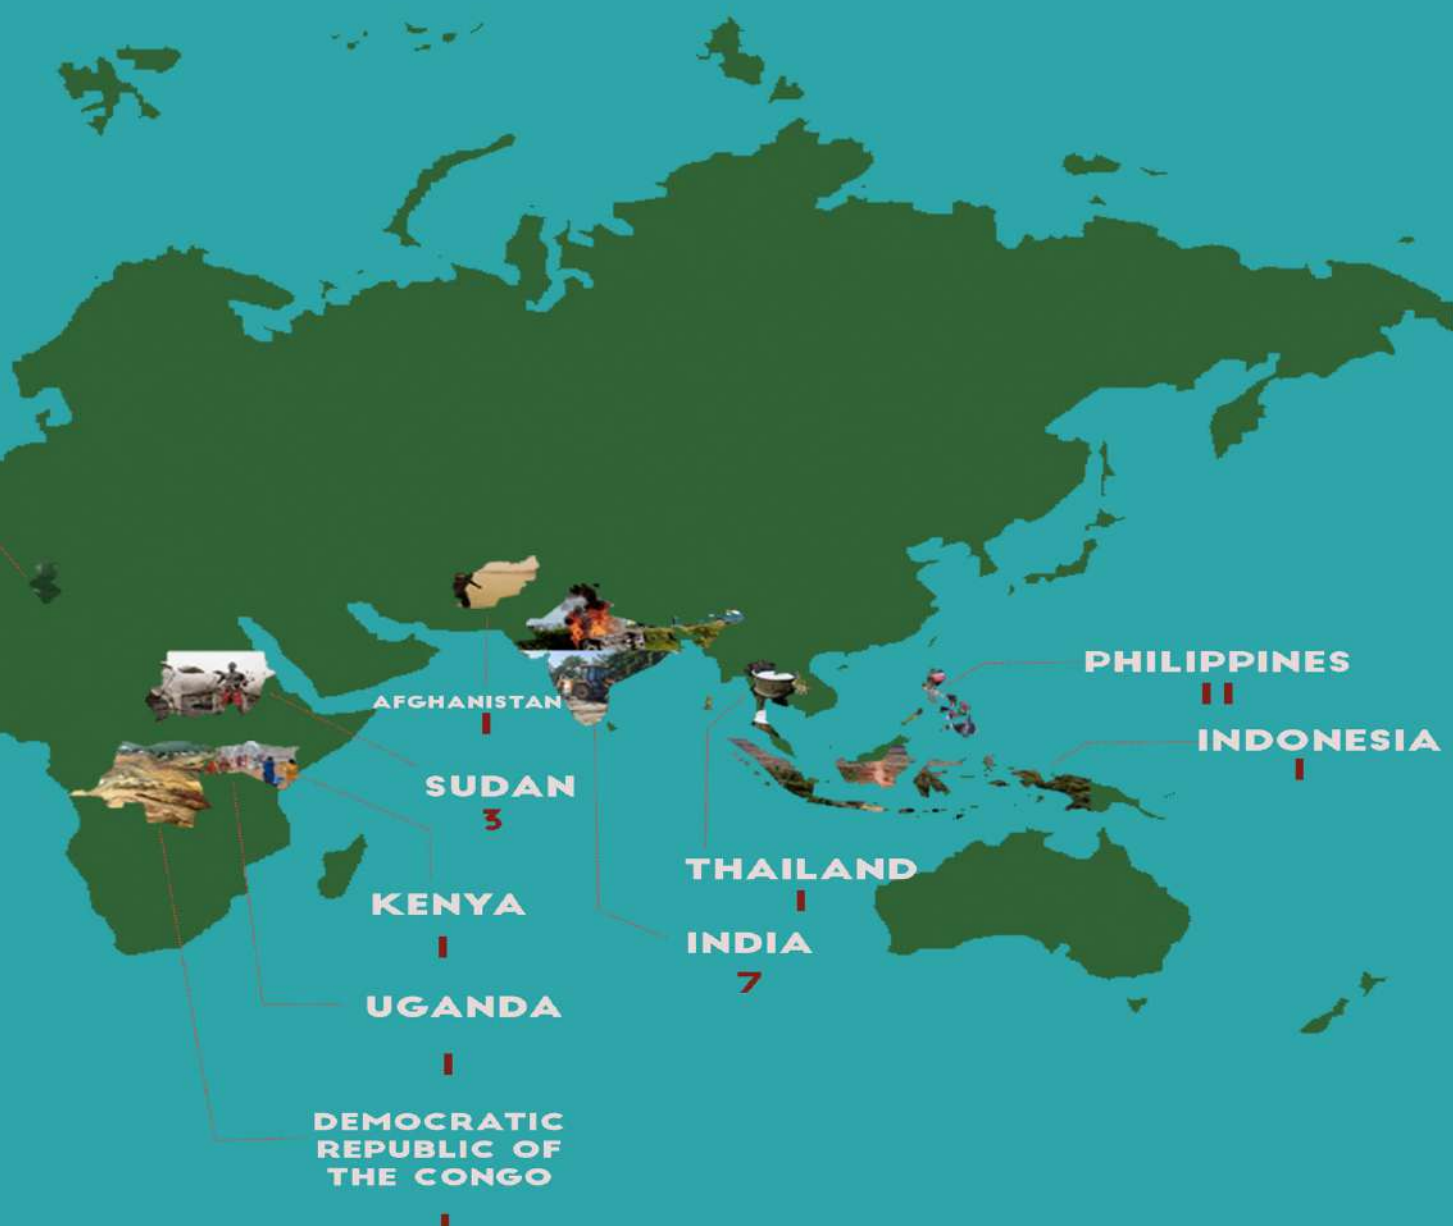 PHILIPPINES
11
INDONESIA
1
AFGHANISTAN
1
SUDAN
3
THAILAND
1
KENYA
1
INDIA
7
UGANDA
1
DEMOCRATIC
REPUBLIC OF
THE CONGO
1